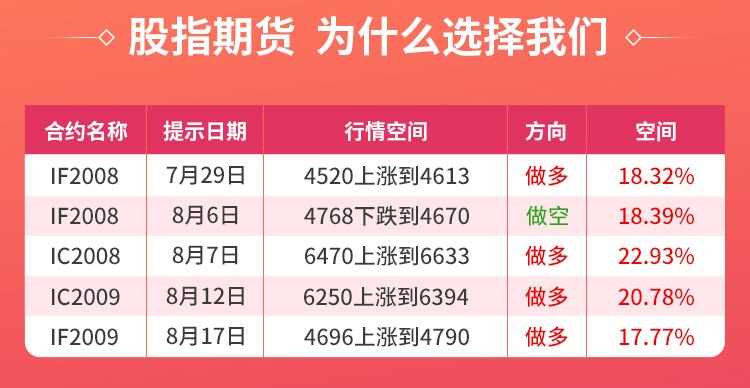 股指期货 为什么选择我们
合约名称 提示日期 行情空间 方向 空间
IF2008 7月29日 4520上涨到4613 做多 18.32%
IF2008 8月6日 4768下跌到4670 做空 18.39%
IC2008 8月7日 6470上涨到6633 做多 22.93%
IC2009 8月12日 6250上涨到6394 做多 20.78%
IF2009 8月17日 4696上涨到4790 做多 17.77%